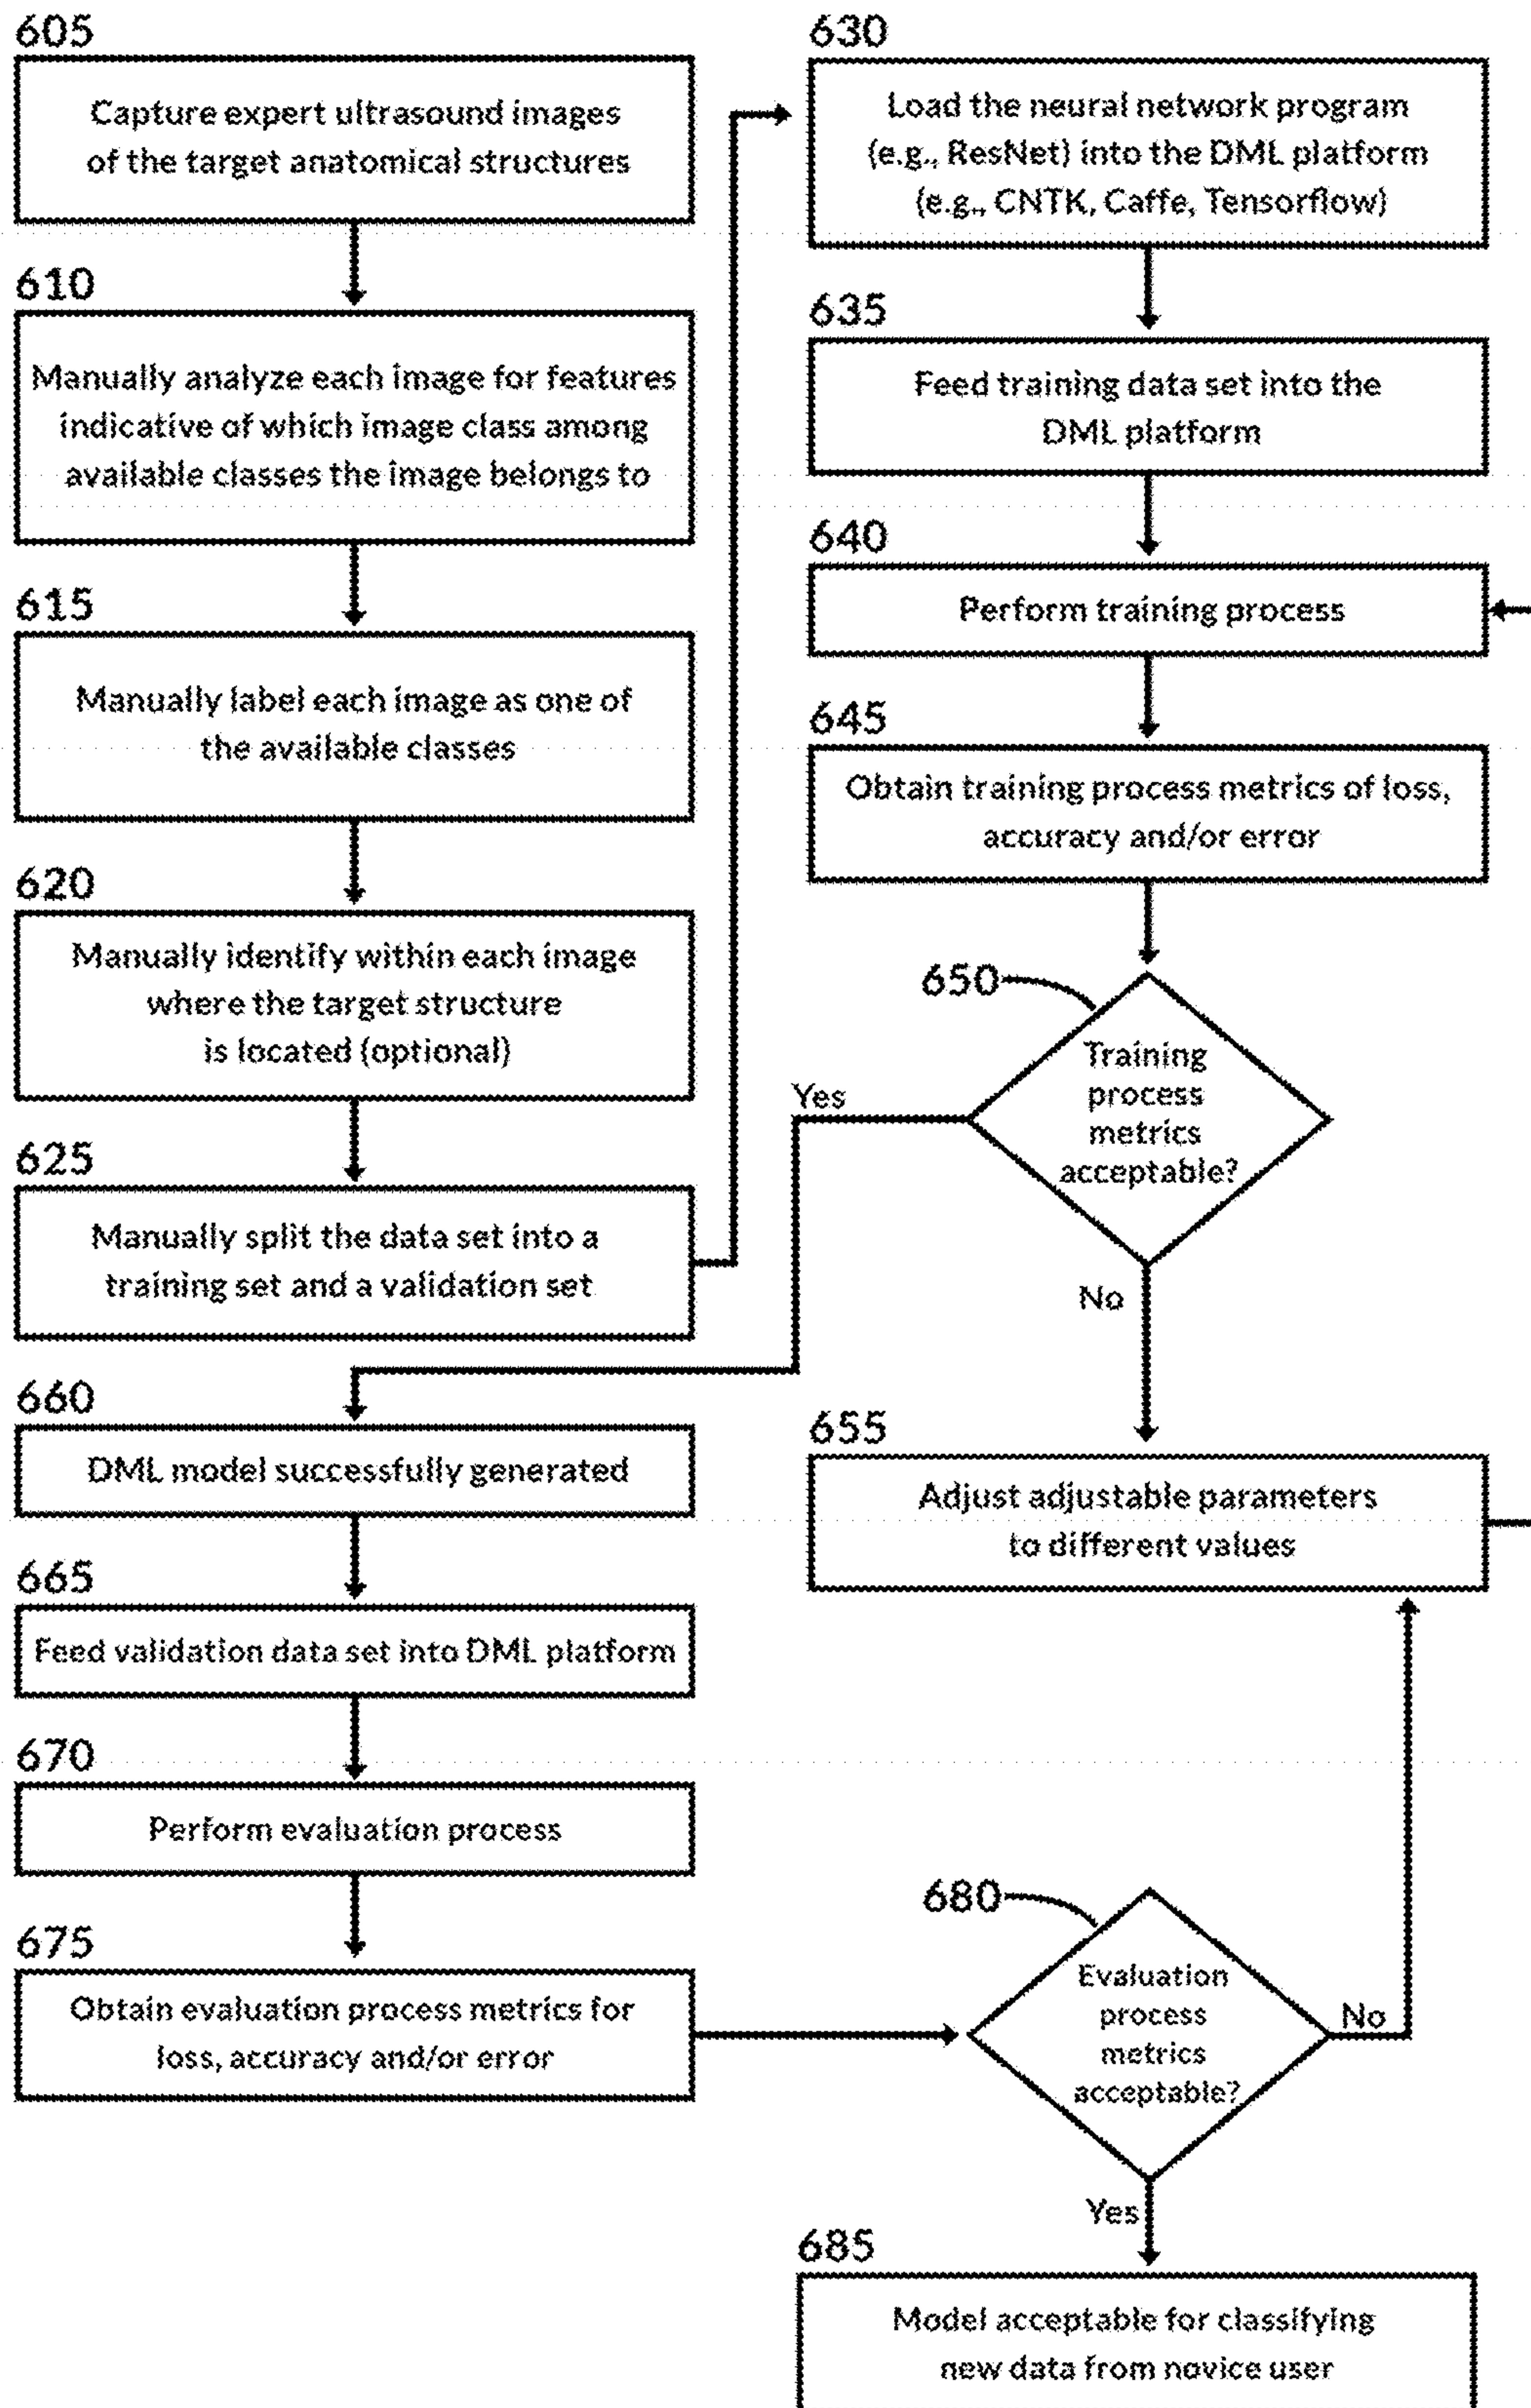 605
Capture expert ultrasound images
of the target anatomical structures
610
Manually analyze each image for features
indicative of which image class among
available classes the image belongs to
615
Manually label each image as one of
the available classes
620
Manually identify within each image
where the target structure
is located (optional)
625
Manually split the data set into a
training set and a validation set
630
Load the neural network program
(e.g., ResNet) into the DML platform
(e.g., CNTK, Caffe, Tensorflow)
635
Feed training data set into the
DML platform
640
Perform training process
645
Obtain training process metrics of loss,
accuracy and/or error
650
Training
process
metrics
acceptable?
Yes
No
655
Adjust adjustable parameters
to different values
660
DML model successfully generated
665
Feed validation data set into DML platform
670
Perform evaluation process
675
Obtain evaluation process metrics for
loss, accuracy and/or error
680
Evaluation
process
metrics
acceptable?
No
Yes
685
Model acceptable for classifying
new data from novice user